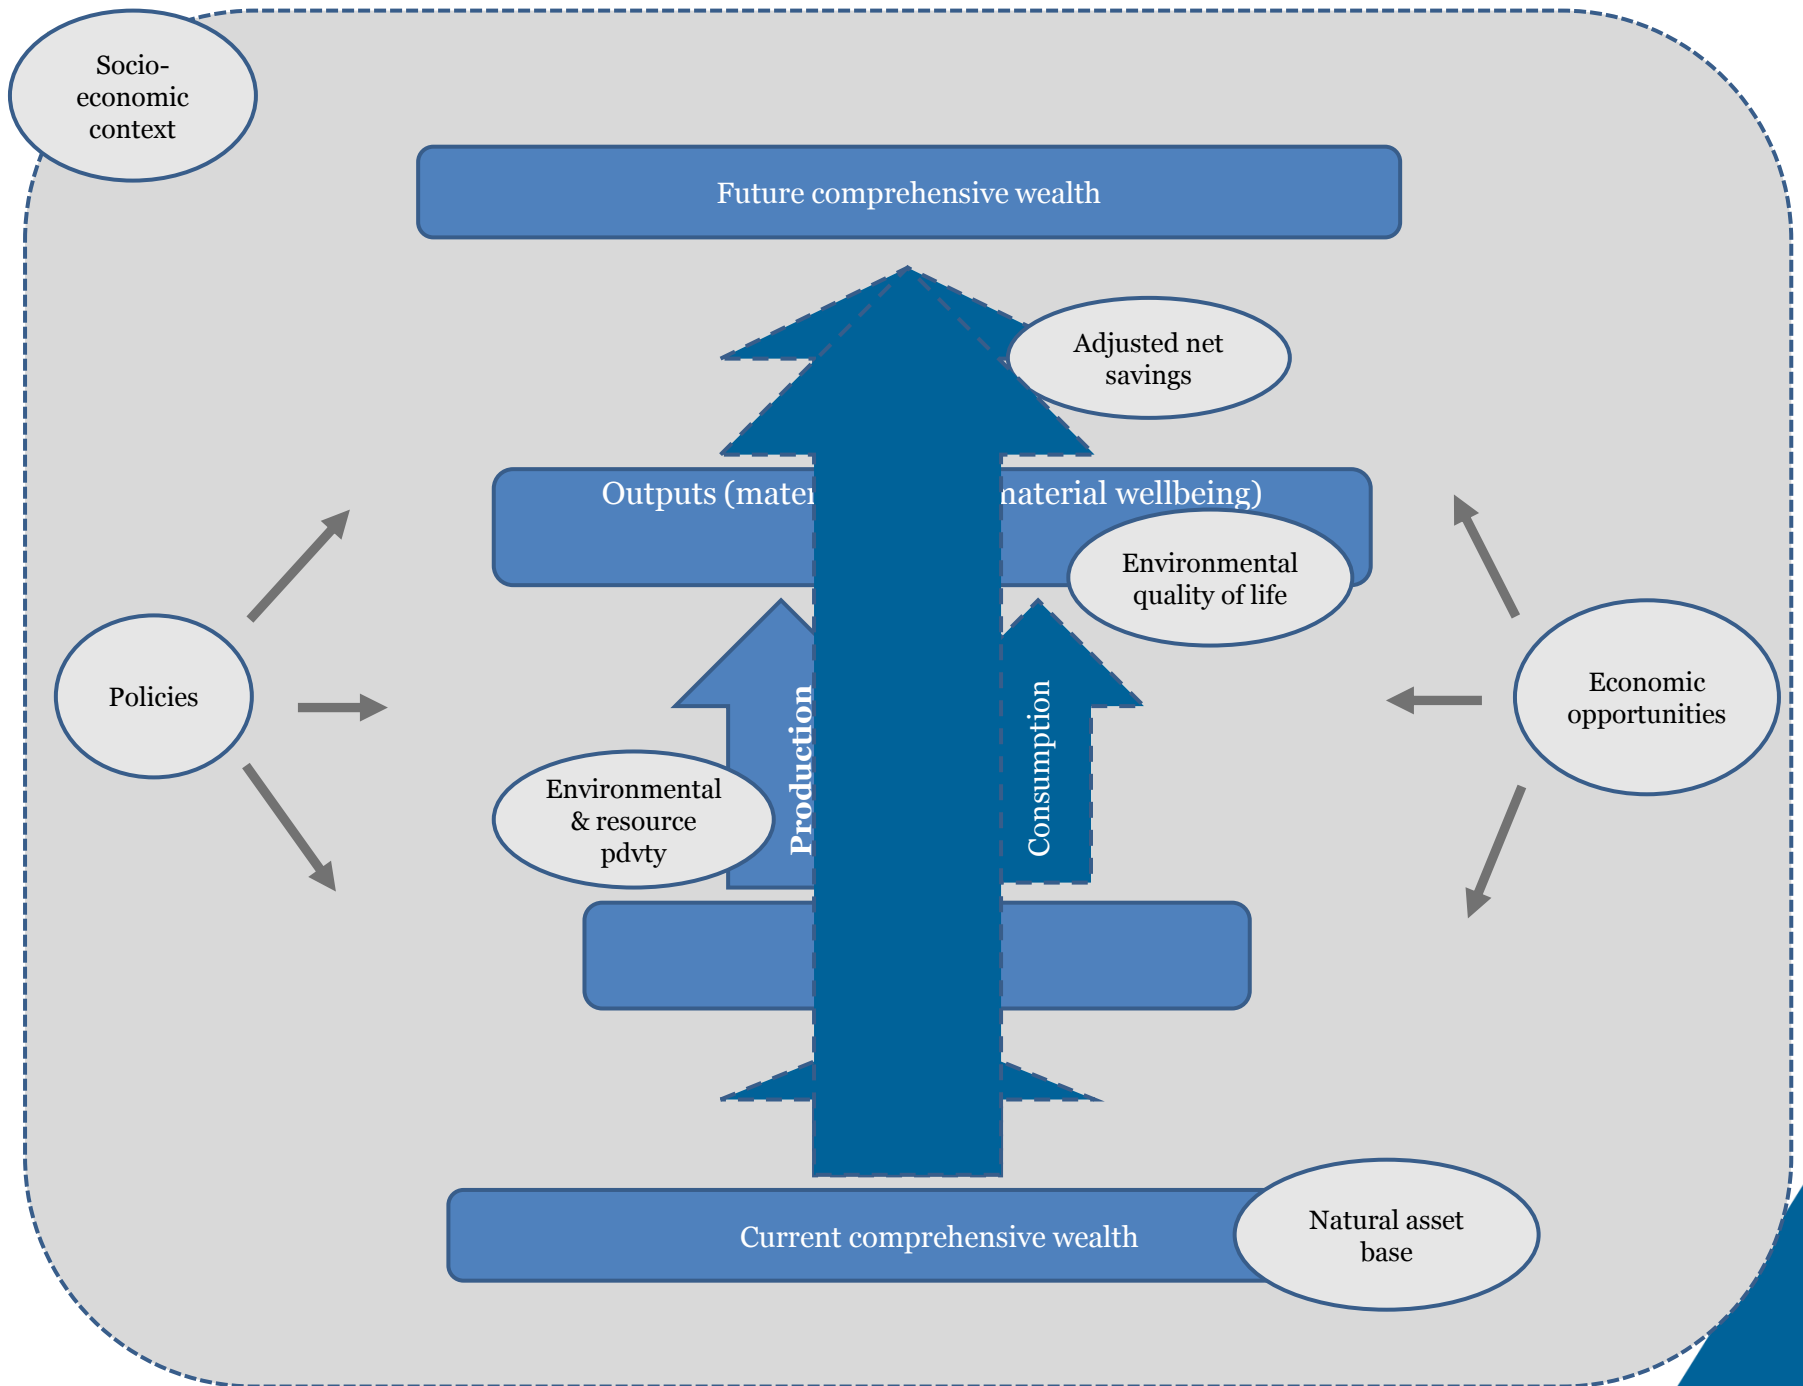 Socio-
economic
context
Future comprehensive wealth
Adjusted net
savings
Outputs (mater material wellbeing)
Environmental
quality of life
Policies
Economic
opportunities
Production
Consumption
Environmental
& resource
pdvty
Current comprehensive wealth
Natural asset
base